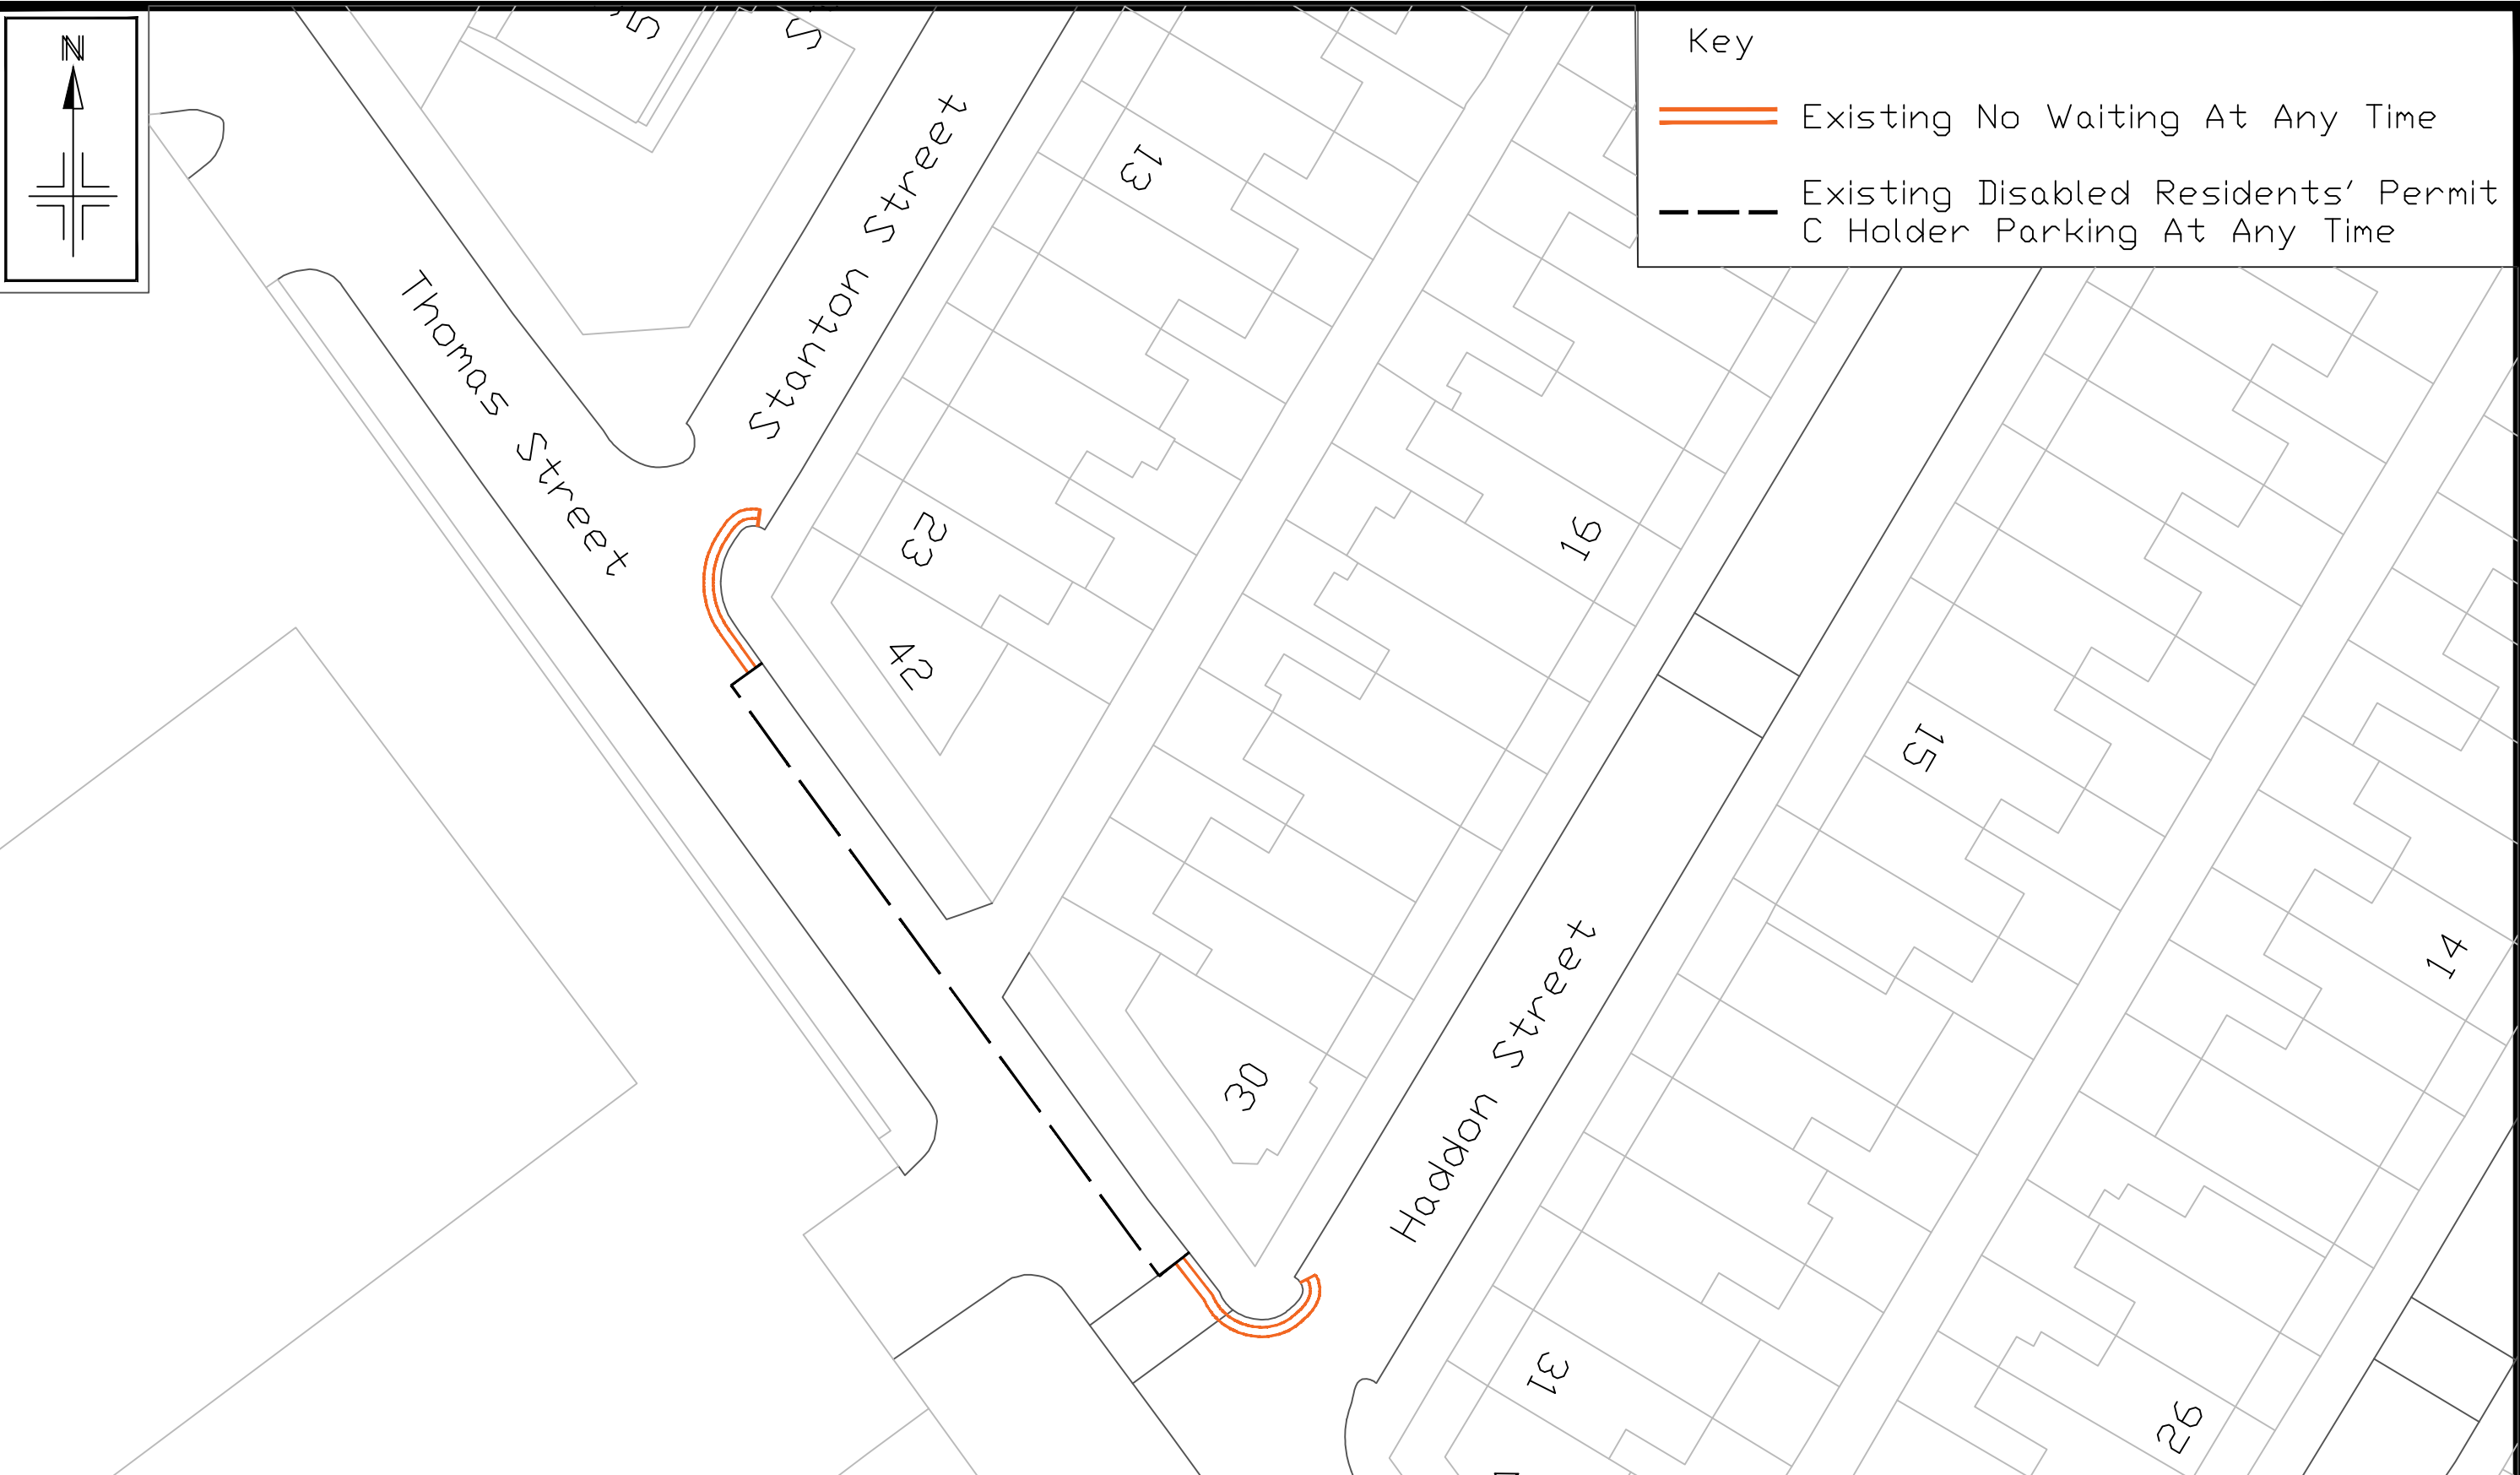 N
Key
Existing No Waiting At Any Time
Existing Disabled Residents' Permit
C Holder Parking At Any Time
Stanton Street
Thomas Street
13
23
42
16
15
14
30
Haddon Street
31
26